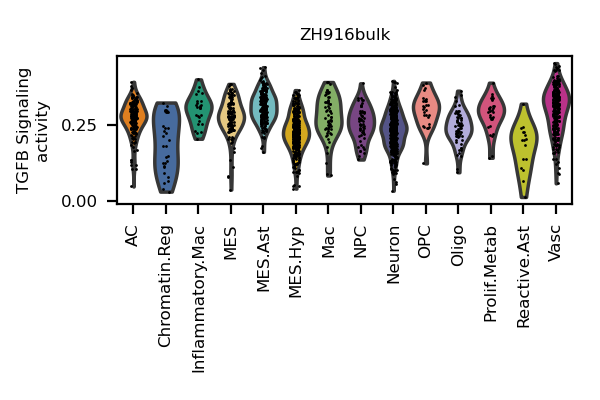 ZH916bulk
TGFB Signaling
activity
0.25
0.00
AC
Chromatin.Reg
Inflammatory.Mac
MES
MES.Ast
MES.Hyp
Mac
NPC
Neuron
OPC
Oligo
Prolif.Metab
Reactive.Ast
Vasc